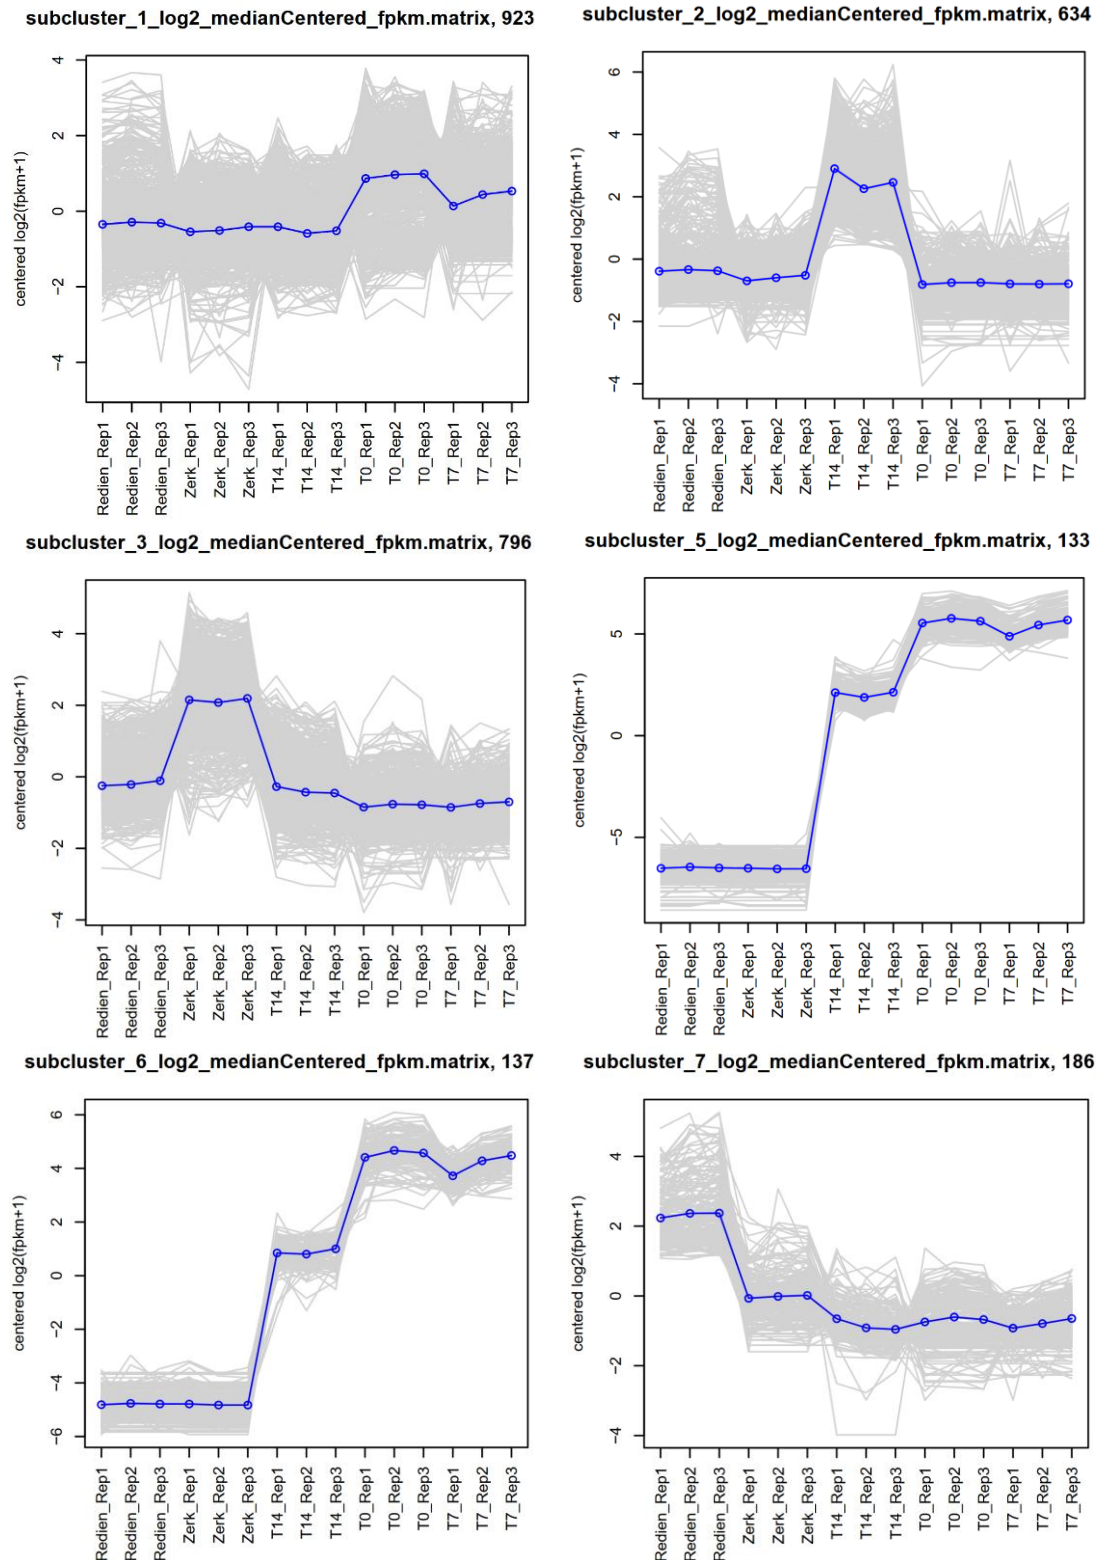 subcluster_1_log2_medianCentered_fpkm.matrix, 923
centered log2(fpkm+1)
4
2
0
−2
−4
Redien_Rep1
Redien_Rep2
Redien_Rep3
Zerk_Rep1
Zerk_Rep2
Zerk_Rep3
T14_Rep1
T14_Rep2
T14_Rep3
T0_Rep1
T0_Rep2
T0_Rep3
T7_Rep1
T7_Rep2
T7_Rep3
subcluster_2_log2_medianCentered_fpkm.matrix, 634
centered log2(fpkm+1)
6
4
2
0
−2
−4
Redien_Rep1
Redien_Rep2
Redien_Rep3
Zerk_Rep1
Zerk_Rep2
Zerk_Rep3
T14_Rep1
T14_Rep2
T14_Rep3
T0_Rep1
T0_Rep2
T0_Rep3
T7_Rep1
T7_Rep2
T7_Rep3
subcluster_3_log2_medianCentered_fpkm.matrix, 796
centered log2(fpkm+1)
4
2
0
−2
−4
Redien_Rep1
Redien_Rep2
Redien_Rep3
Zerk_Rep1
Zerk_Rep2
Zerk_Rep3
T14_Rep1
T14_Rep2
T14_Rep3
T0_Rep1
T0_Rep2
T0_Rep3
T7_Rep1
T7_Rep2
T7_Rep3
subcluster_5_log2_medianCentered_fpkm.matrix, 133
centered log2(fpkm+1)
5
0
−5
Redien_Rep1
Redien_Rep2
Redien_Rep3
Zerk_Rep1
Zerk_Rep2
Zerk_Rep3
T14_Rep1
T14_Rep2
T14_Rep3
T0_Rep1
T0_Rep2
T0_Rep3
T7_Rep1
T7_Rep2
T7_Rep3
subcluster_6_log2_medianCentered_fpkm.matrix, 137
centered log2(fpkm+1)
6
4
2
0
−2
−4
−6
Redien_Rep1
Redien_Rep2
Redien_Rep3
Zerk_Rep1
Zerk_Rep2
Zerk_Rep3
T14_Rep1
T14_Rep2
T14_Rep3
T0_Rep1
T0_Rep2
T0_Rep3
T7_Rep1
T7_Rep2
T7_Rep3
subcluster_7_log2_medianCentered_fpkm.matrix, 186
centered log2(fpkm+1)
4
2
0
−2
−4
Redien_Rep1
Redien_Rep2
Redien_Rep3
Zerk_Rep1
Zerk_Rep2
Zerk_Rep3
T14_Rep1
T14_Rep2
T14_Rep3
T0_Rep1
T0_Rep2
T0_Rep3
T7_Rep1
T7_Rep2
T7_Rep3